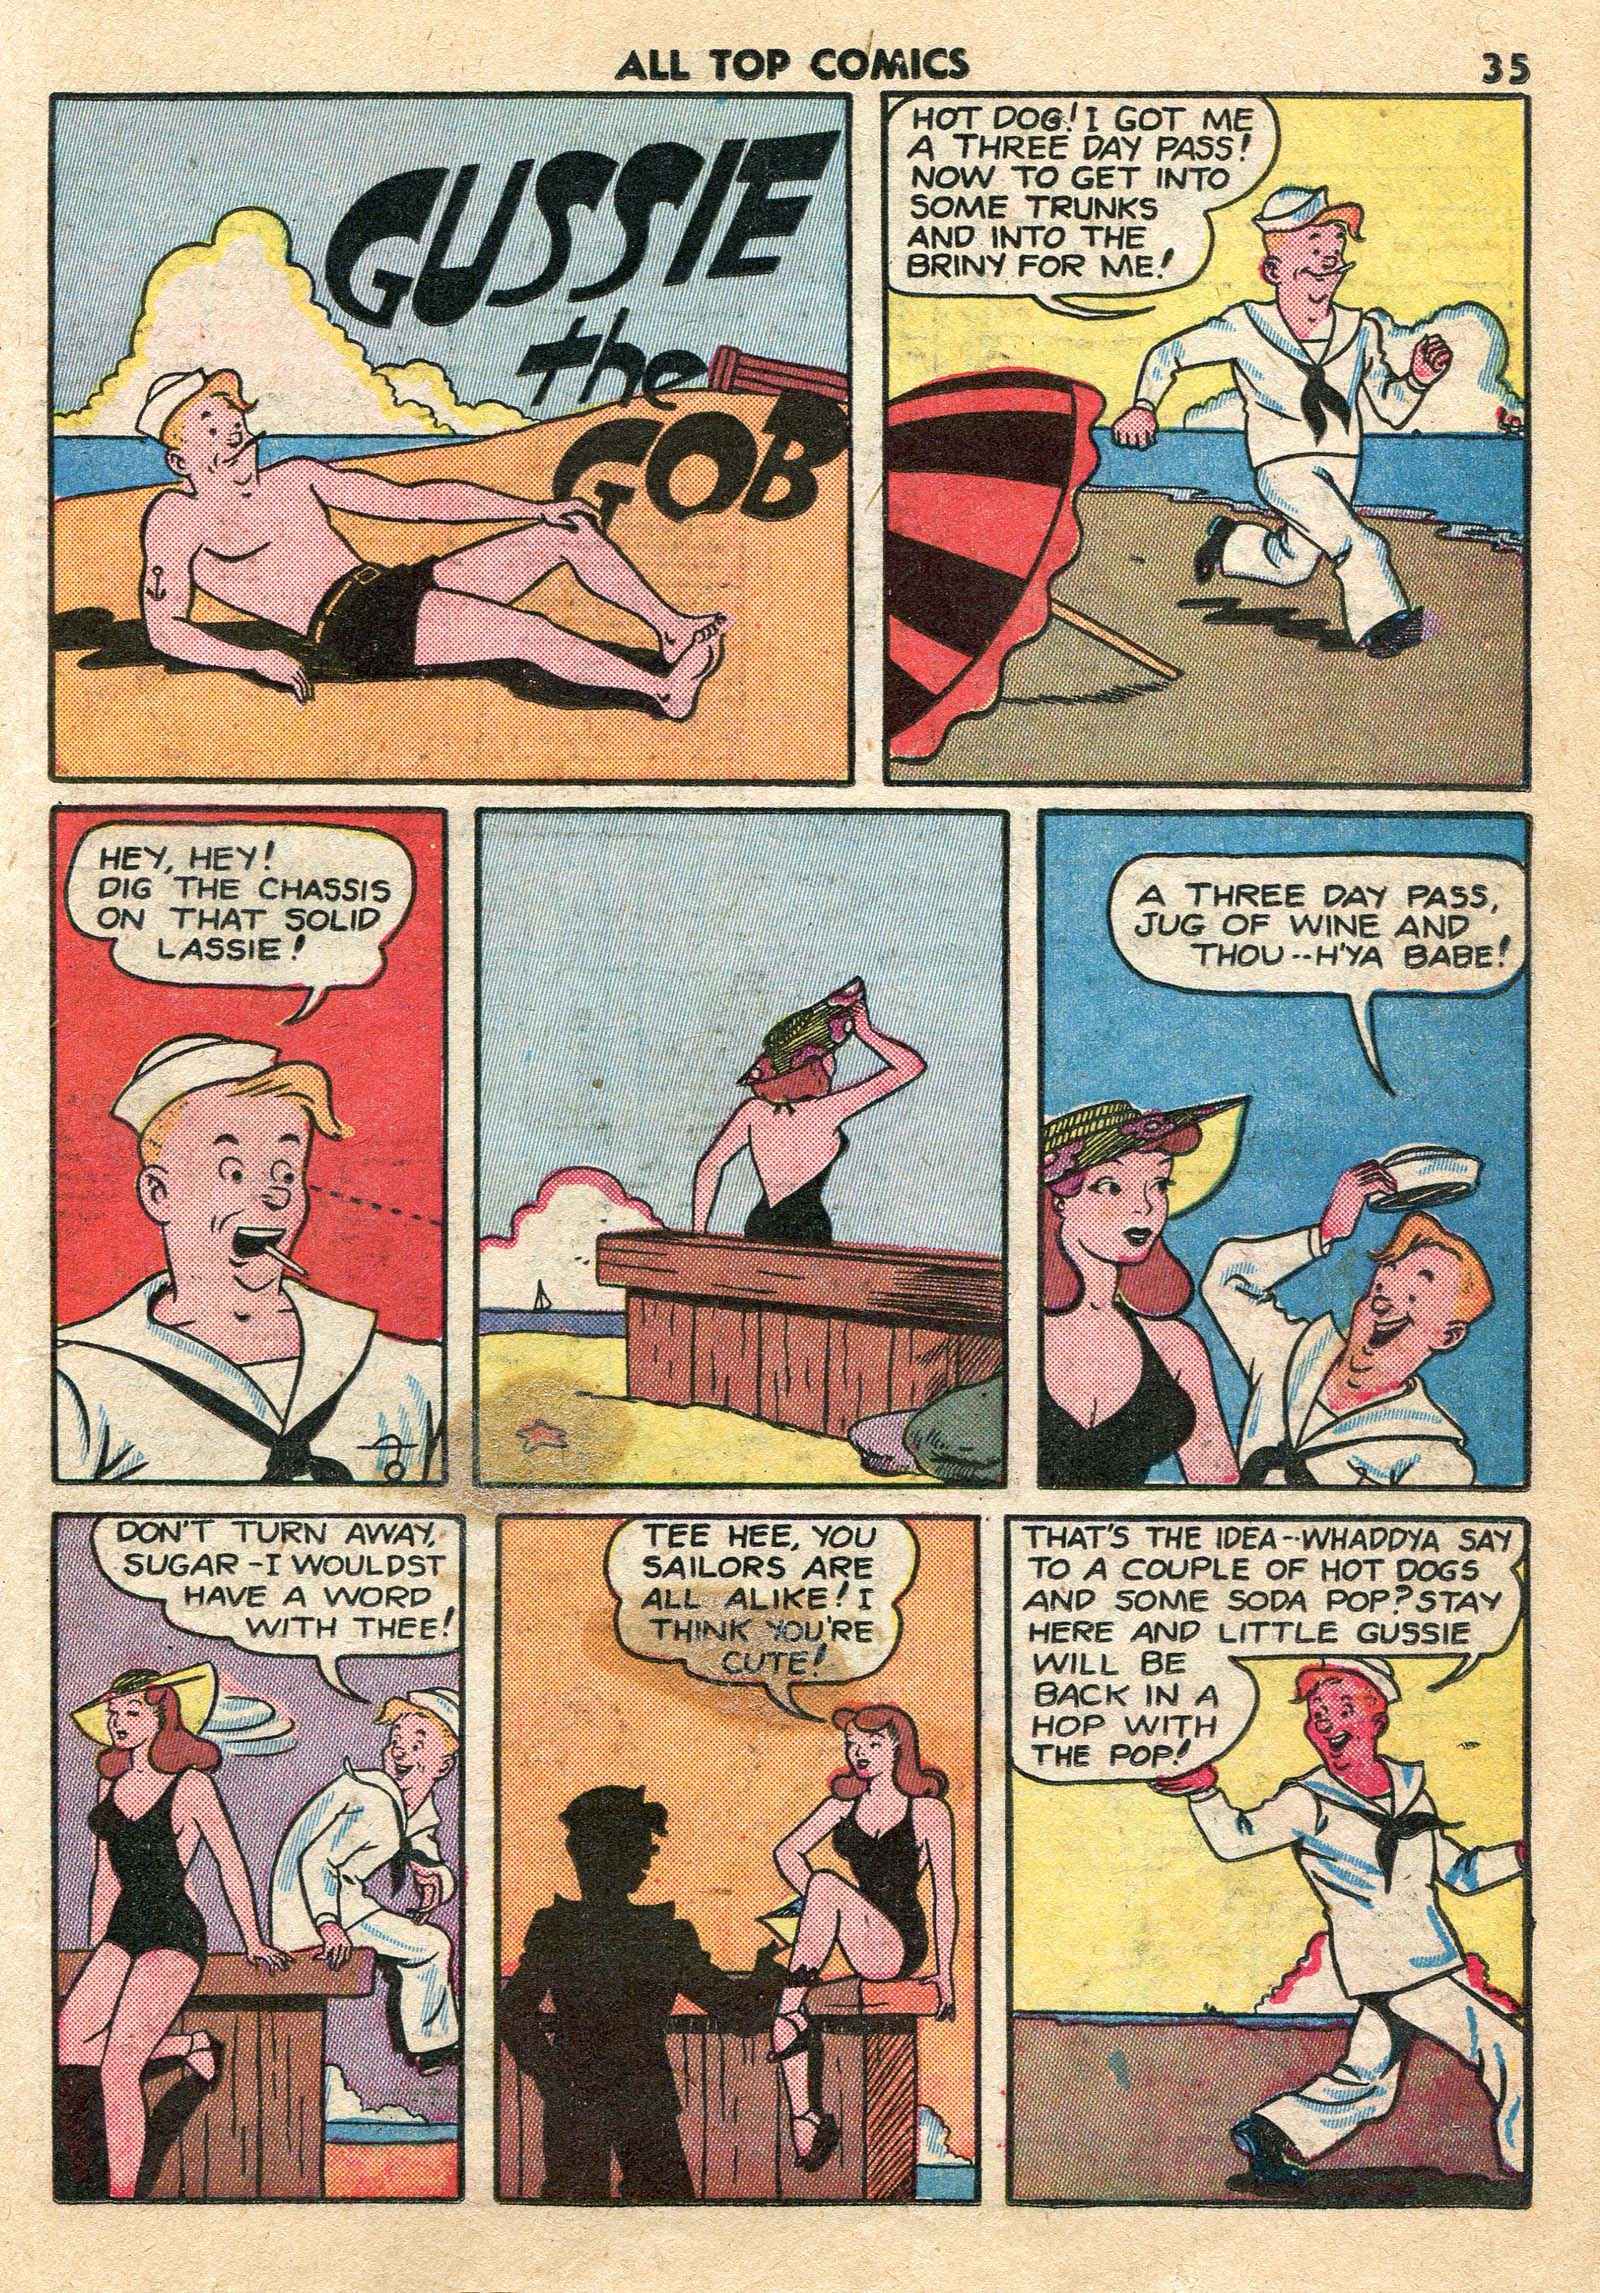 ALL TOP COMICS
35
GUSSIE
the
GOB
HOT DOG! I GOT ME
A THREE DAY PASS!
NOW TO GET INTO
SOME TRUNKS
AND INTO THE
BRINY FOR ME!
HEY, HEY!
DIG THE CHASSIS
ON THAT SOLID
LASSIE!
A THREE DAY PASS,
JUG OF WINE AND
THOU--H'YA BABE!
DON'T TURN AWAY,
SUGAR-I WOULDST
HAVE A WORD
WITH THEE!
TEE HEE, YOU
SAILORS ARE
ALL ALIKE! I
THINK YOU'RE
CUTE!
THAT'S THE IDEA--WHADDYA SAY
TO A COUPLE OF HOT DOGS
AND SOME SODA POP? STAY
HERE AND LITTLE GUSSIE
WILL BE
BACK IN A
HOP WITH
THE POP!